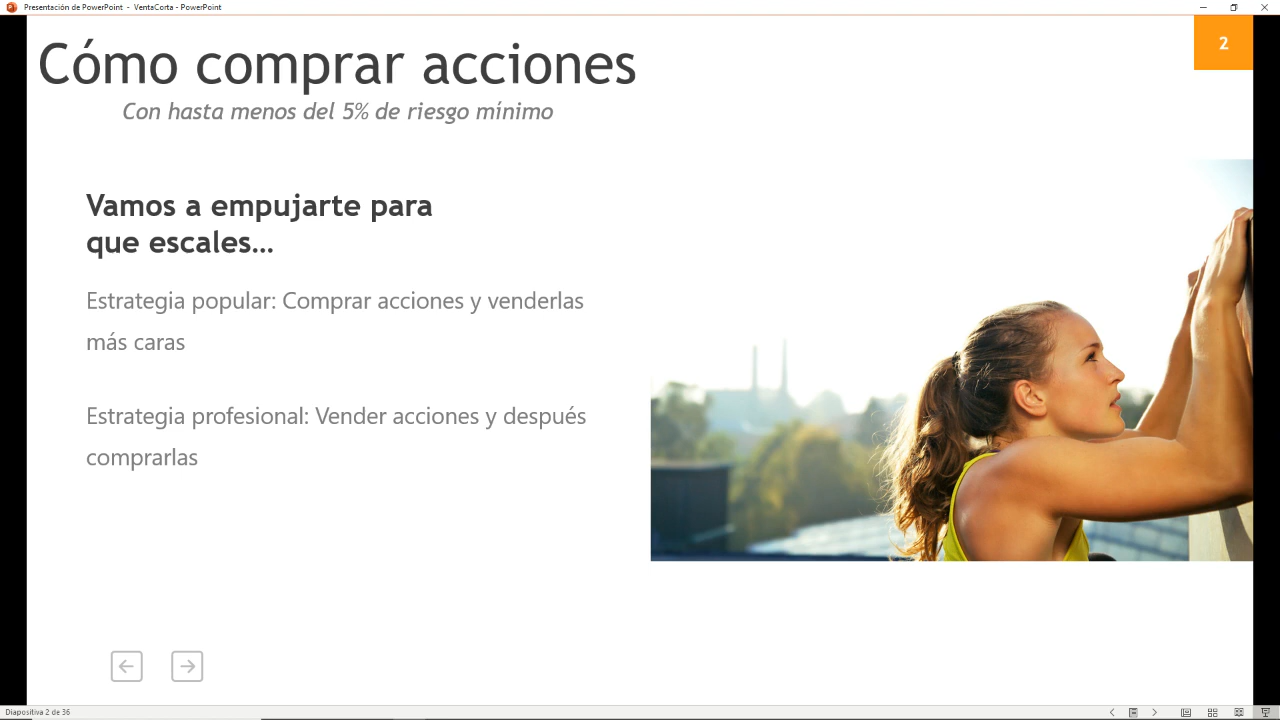 Presentación de PowerPoint - VentaCorta - PowerPoint
2
Cómo comprar acciones
Con hasta menos del 5% de riesgo mínimo
Vamos a empujarte para
que escales...
Estrategia popular: Comprar acciones y venderlas
más caras
Estrategia profesional: Vender acciones y después
comprarlas
Diapositiva 2 de 36